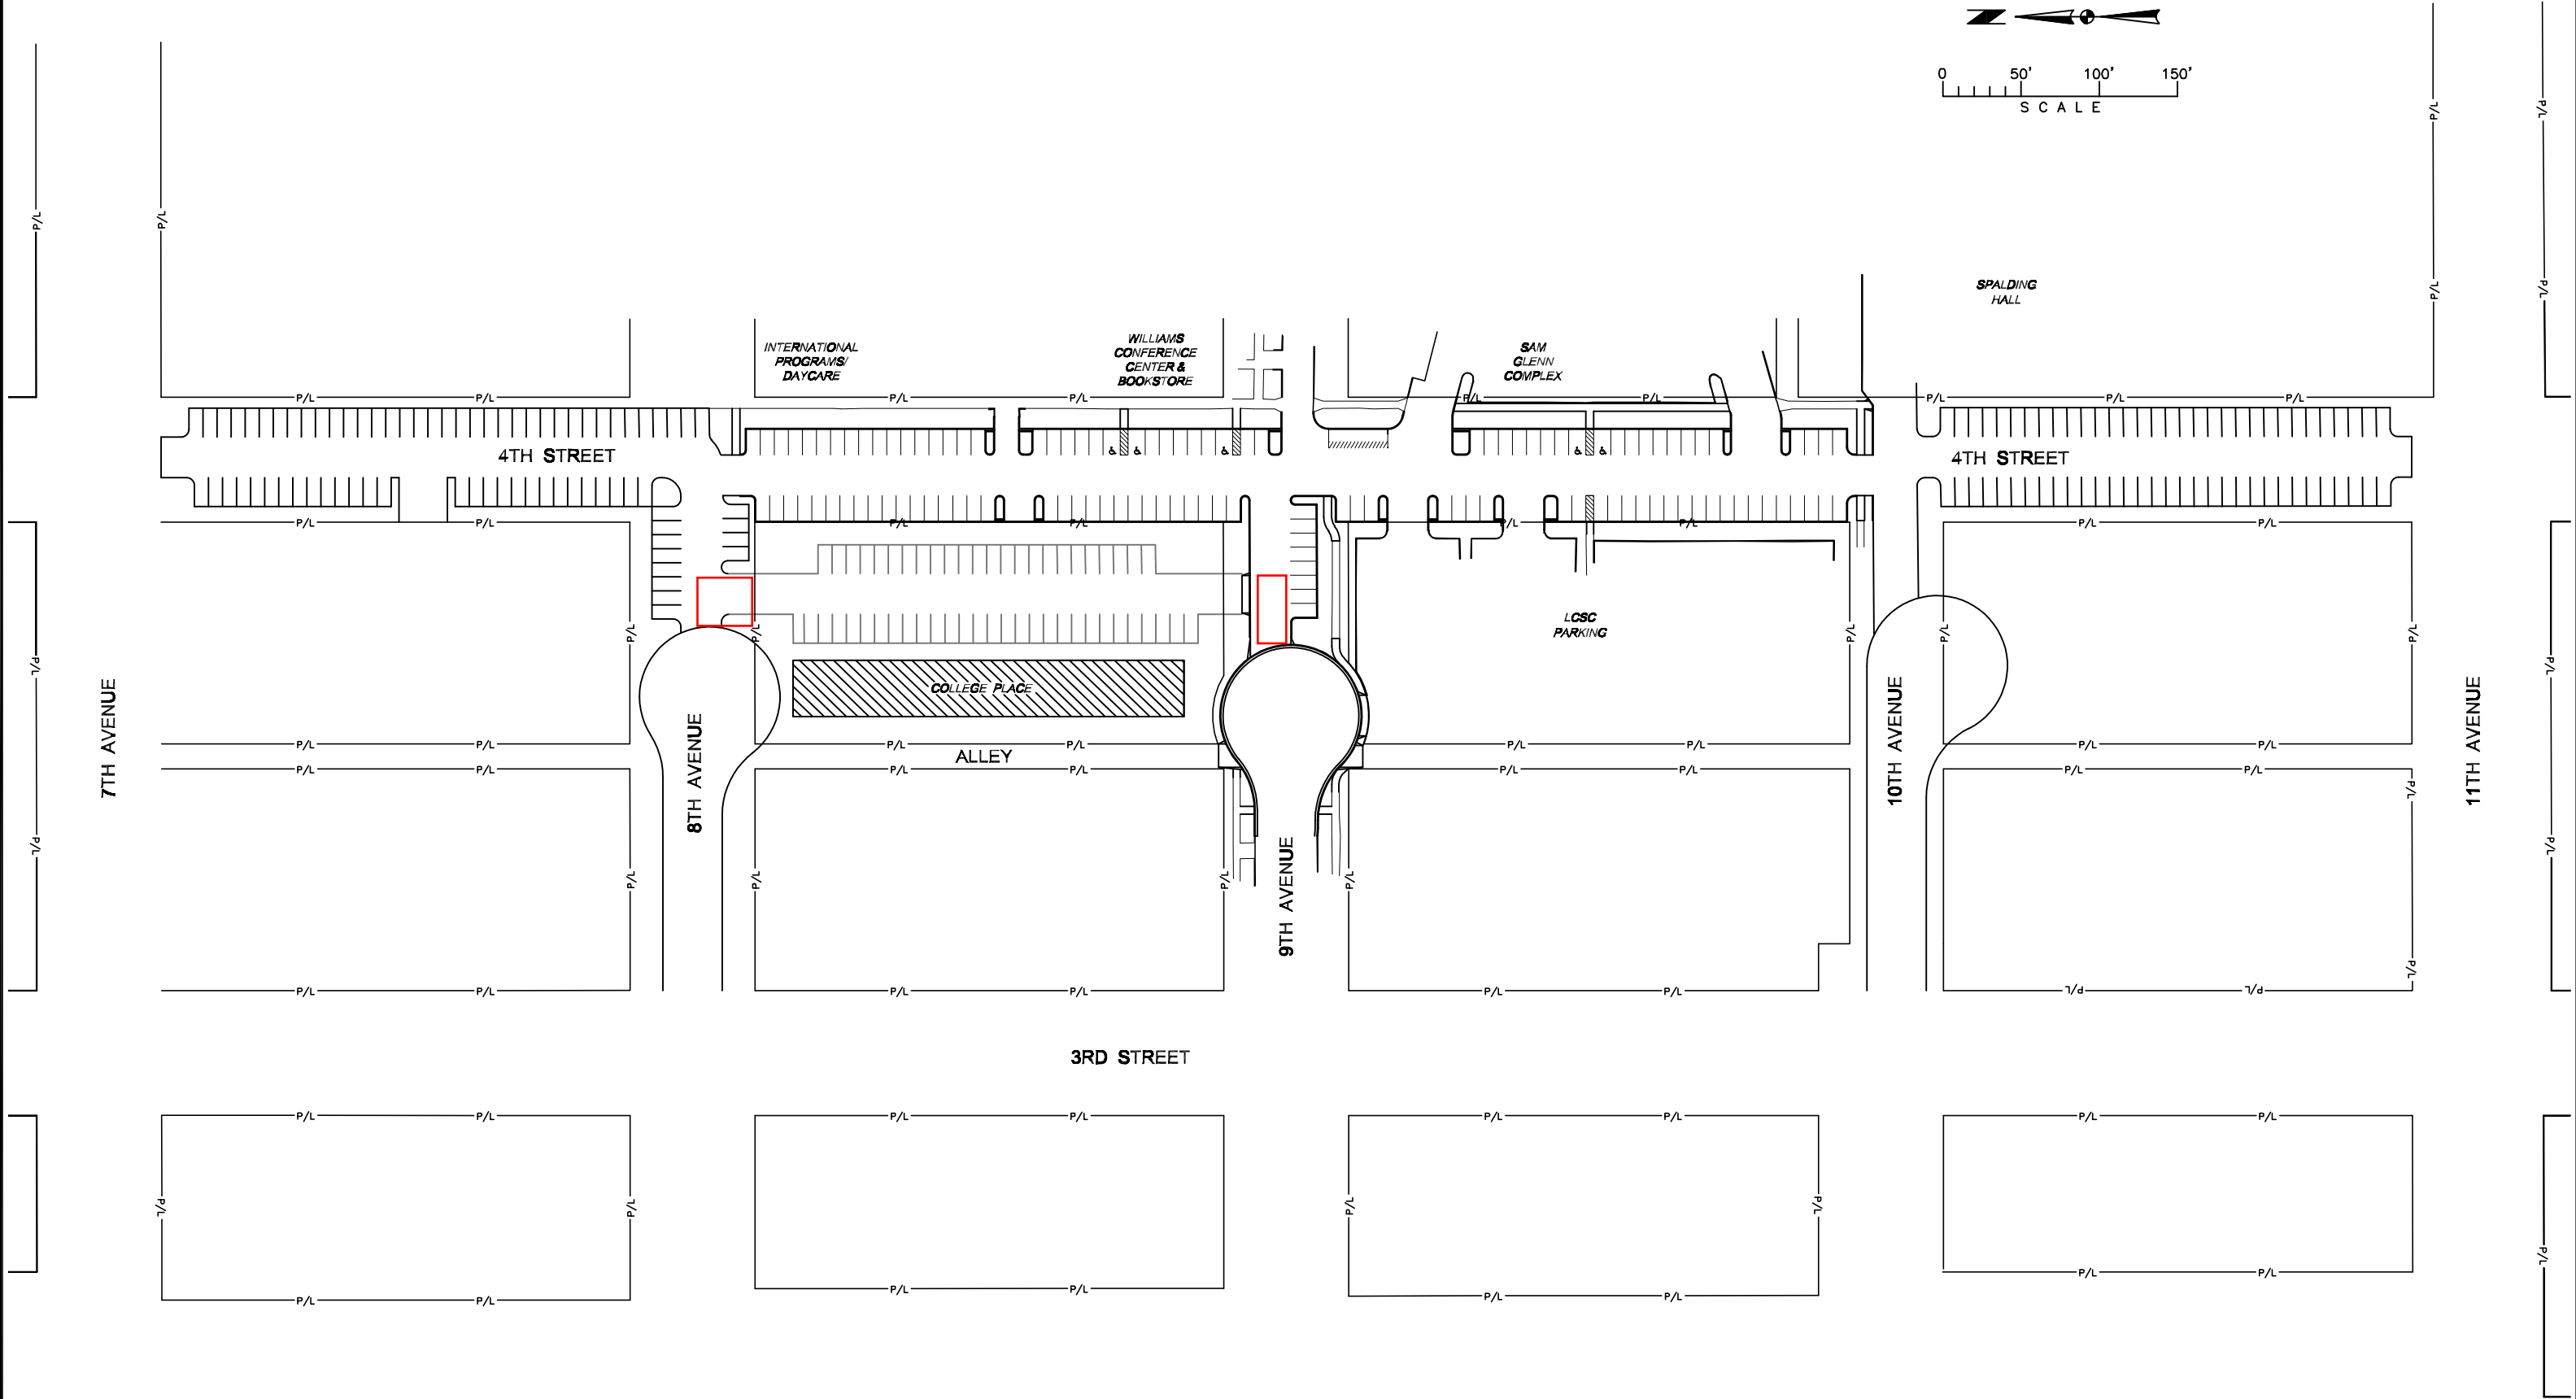 N
0 50' 100' 150'
SCALE
P/L
P/L
P/L
P/L
SPALDING
HALL
P/L
P/L
P/L
INTERNATIONAL
PROGRAMS/
DAYCARE
WILLIAMS
CONFERENCE
CENTER &
BOOKSTORE
SAM
GLENN
COMPLEX
P/L P/L P/L P/L P/L P/L P/L P/L P/L
4TH STREET
4TH STREET
P/L P/L P/L P/L P/L P/L P/L P/L
LCSC
PARKING
P/L P/L P/L P/L P/L
P/L P/L
COLLEGE PLACE
7TH AVENUE
8TH AVENUE
10TH AVENUE
11TH AVENUE
P/L P/L P/L P/L P/L P/L P/L P/L
ALLEY
P/L P/L P/L P/L P/L P/L P/L P/L
P/L
P/L
P/L
9TH AVENUE
P/L P/L P/L P/L
P/L
P/L P/L P/L P/L P/L P/L P/L P/L
3RD STREET
P/L P/L P/L P/L P/L P/L P/L P/L
P/L P/L P/L P/L
P/L
P/L P/L P/L P/L P/L P/L P/L P/L